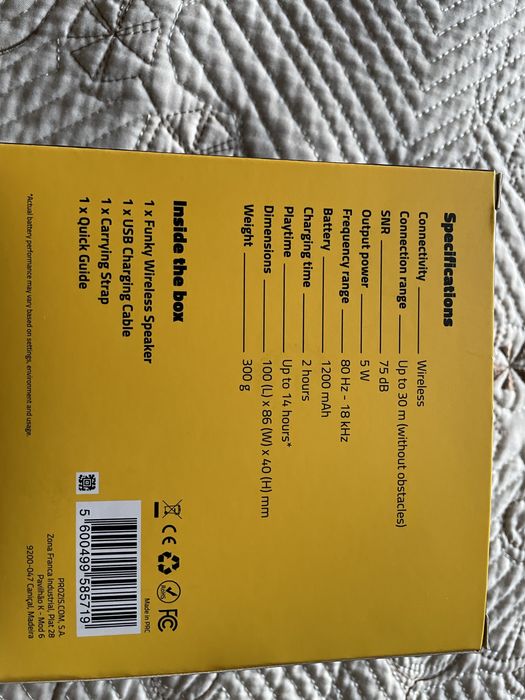 Specifications
Connectivity Wireless
Connection range Up to 30 m (without obstacles)
SNR 75 dB
Output power 5 W
Frequency range 80 Hz - 18 kHz
Battery 1200 mAh
Charging time 2 hours
Playtime Up to 14 hours*
Dimensions 100 (L) x 86 (W) x 40 (H) mm
Weight 300 g
Inside the box
1 x Funky Wireless Speaker
1 x USB Charging Cable
1 x Carrying Strap
1 x Quick Guide
*Actual battery performance may vary based on settings, environment and usage.
CE RoHS FC
Made in PRC
5 600499 585719
PROZIS.COM, S.A.
Zona Franca Industrial, Plat 28
Pavilhão K - Mod 6
9200-047 Caniçal, Madeira